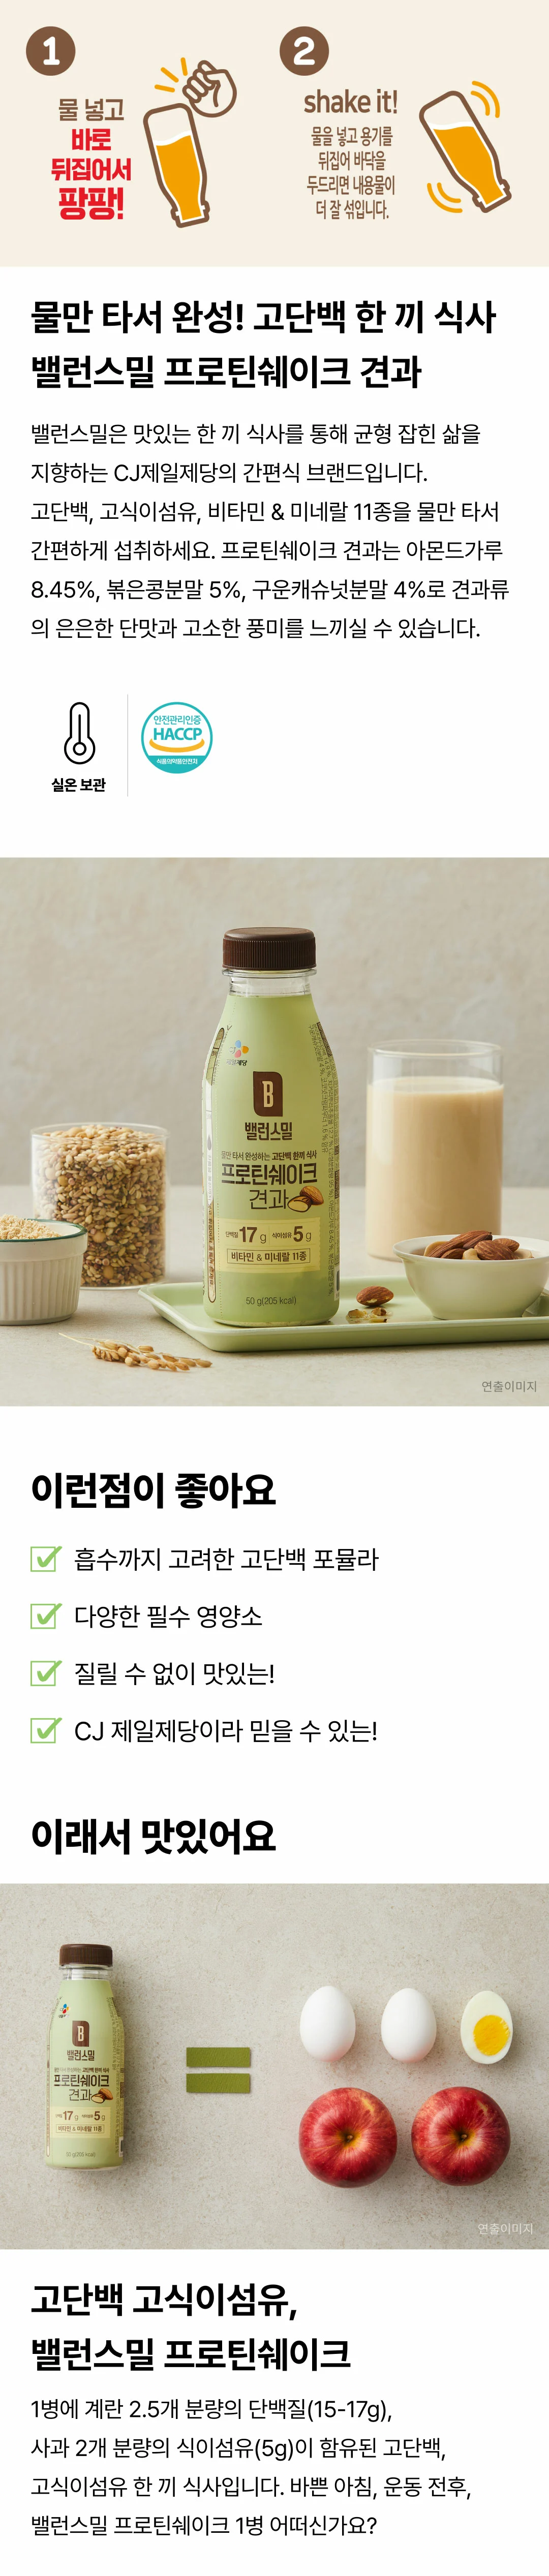 1
물 넣고
바로
뒤집어서
팡팡!
2
shake it!
물을 넣고 용기를
뒤집어 바닥을
두드리면 내용물이
더 잘 섞입니다.
물만 타서 완성! 고단백 한 끼 식사
밸런스밀 프로틴쉐이크 견과
밸런스밀은 맛있는 한 끼 식사를 통해 균형 잡힌 삶을
지향하는 CJ제일제당의 간편식 브랜드입니다.
고단백, 고식이섬유, 비타민 & 미네랄 11종을 물만 타서
간편하게 섭취하세요. 프로틴쉐이크 견과는 아몬드가루
8.45%, 볶은콩분말 5%, 구운캐슈넛분말 4%로 견과류
의 은은한 단맛과 고소한 풍미를 느끼실 수 있습니다.
실온 보관
안전관리인증
HACCP
식품의약품안전처
B
밸런스밀
물만 타서 완성하는 고단백 한끼 식사
프로틴쉐이크
견과
단백질 17 g 식이섬유 5 g
비타민 & 미네랄 11종
50 g(205 kcal)
연출이미지
이런점이 좋아요
흡수까지 고려한 고단백 포뮬라
다양한 필수 영양소
질릴 수 없이 맛있는!
CJ 제일제당이라 믿을 수 있는!
이래서 맛있어요
B
밸런스밀
프로틴쉐이크
견과
17 g 5 g
비타민 & 미네랄 11종
연출이미지
고단백 고식이섬유,
밸런스밀 프로틴쉐이크
1병에 계란 2.5개 분량의 단백질(15-17g),
사과 2개 분량의 식이섬유(5g)이 함유된 고단백,
고식이섬유 한 끼 식사입니다. 바쁜 아침, 운동 전후,
밸런스밀 프로틴쉐이크 1병 어떠신가요?